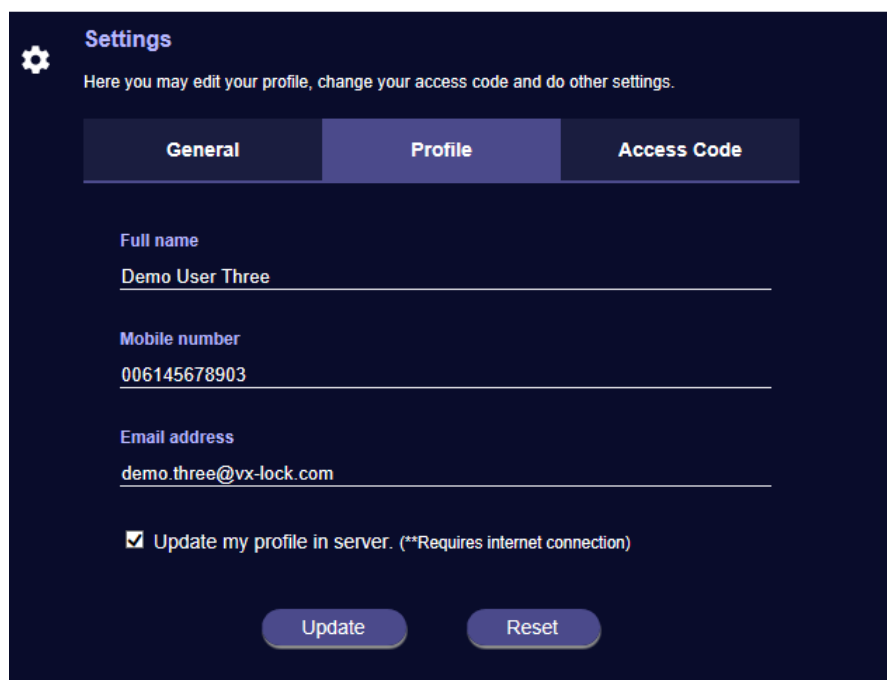 Settings
Here you may edit your profile, change your access code and do other settings.
General Profile Access Code
Full name
Demo User Three
Mobile number
006145678903
Email address
demo.three@vx-lock.com
Update my profile in server. (**Requires internet connection)
Update Reset